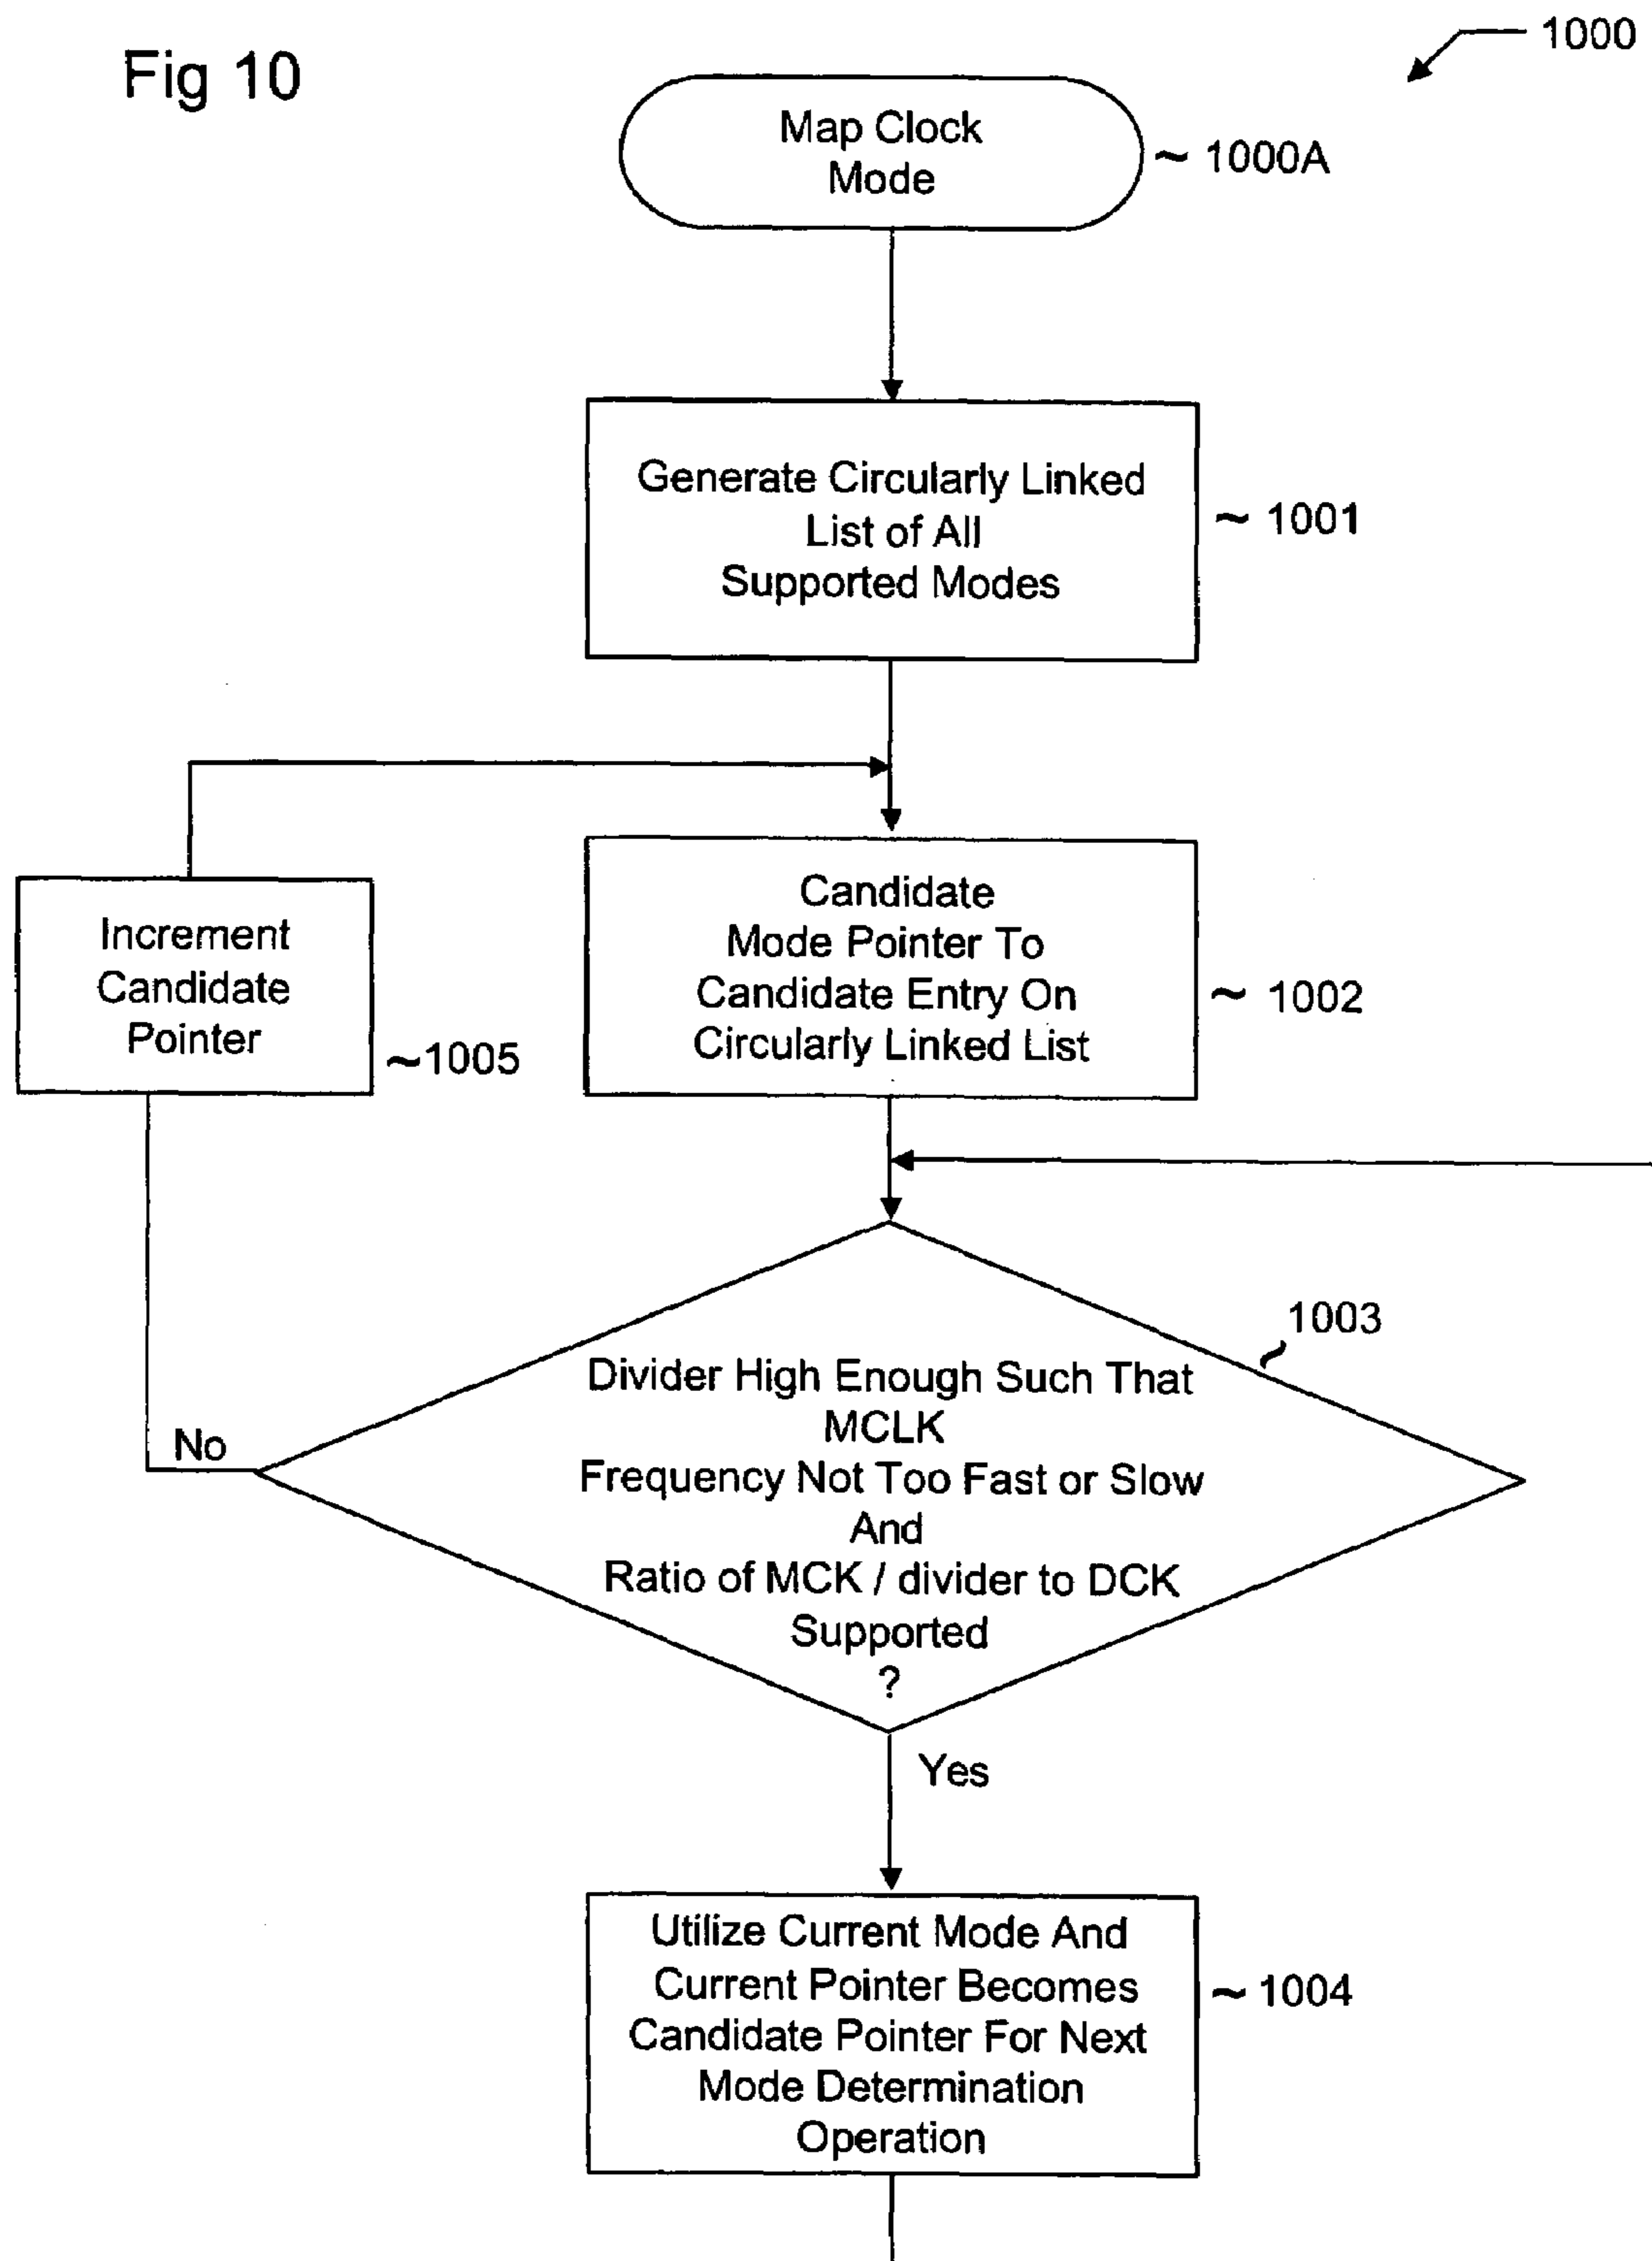 Fig 10
1000
Map Clock
Mode
~ 1000A
Generate Circularly Linked
List of All
Supported Modes
~ 1001
Increment
Candidate
Pointer
~1005
Candidate
Mode Pointer To
Candidate Entry On
Circularly Linked List
~ 1002
~ 1003
Divider High Enough Such That
MCLK
Frequency Not Too Fast or Slow
And
Ratio of MCK / divider to DCK
Supported
?
No
Yes
Utilize Current Mode And
Current Pointer Becomes
Candidate Pointer For Next
Mode Determination
Operation
~ 1004